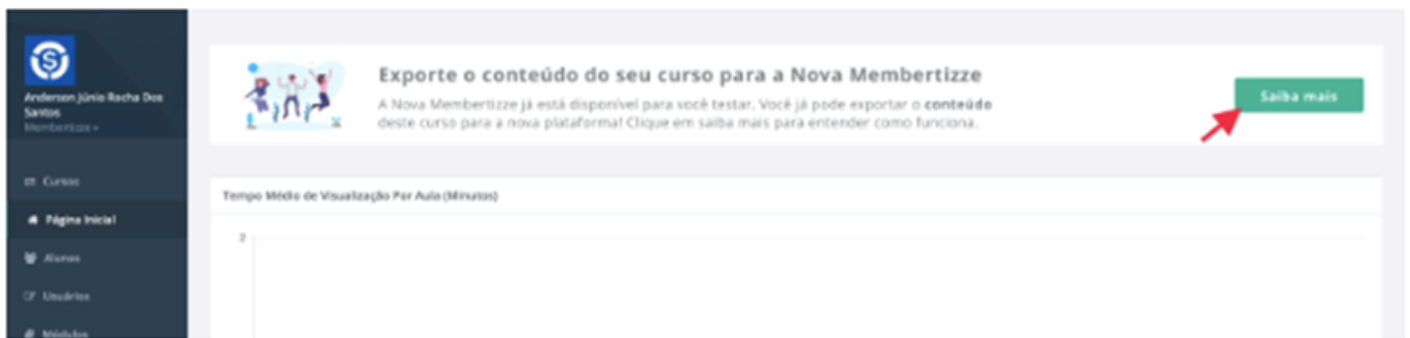 Anderson Júnio Rocha Dos
Santos
Membertizze
Cursos
Página Inicial
Alunos
Usuários
Módulos
Exporte o conteúdo do seu curso para a Nova Membertizze
A Nova Membertizze já está disponível para você testar. Você já pode exportar o conteúdo
deste curso para a nova plataforma! Clique em saiba mais para entender como funciona.
Saiba mais
Tempo Médio de Visualização Por Aula (Minutos)
2